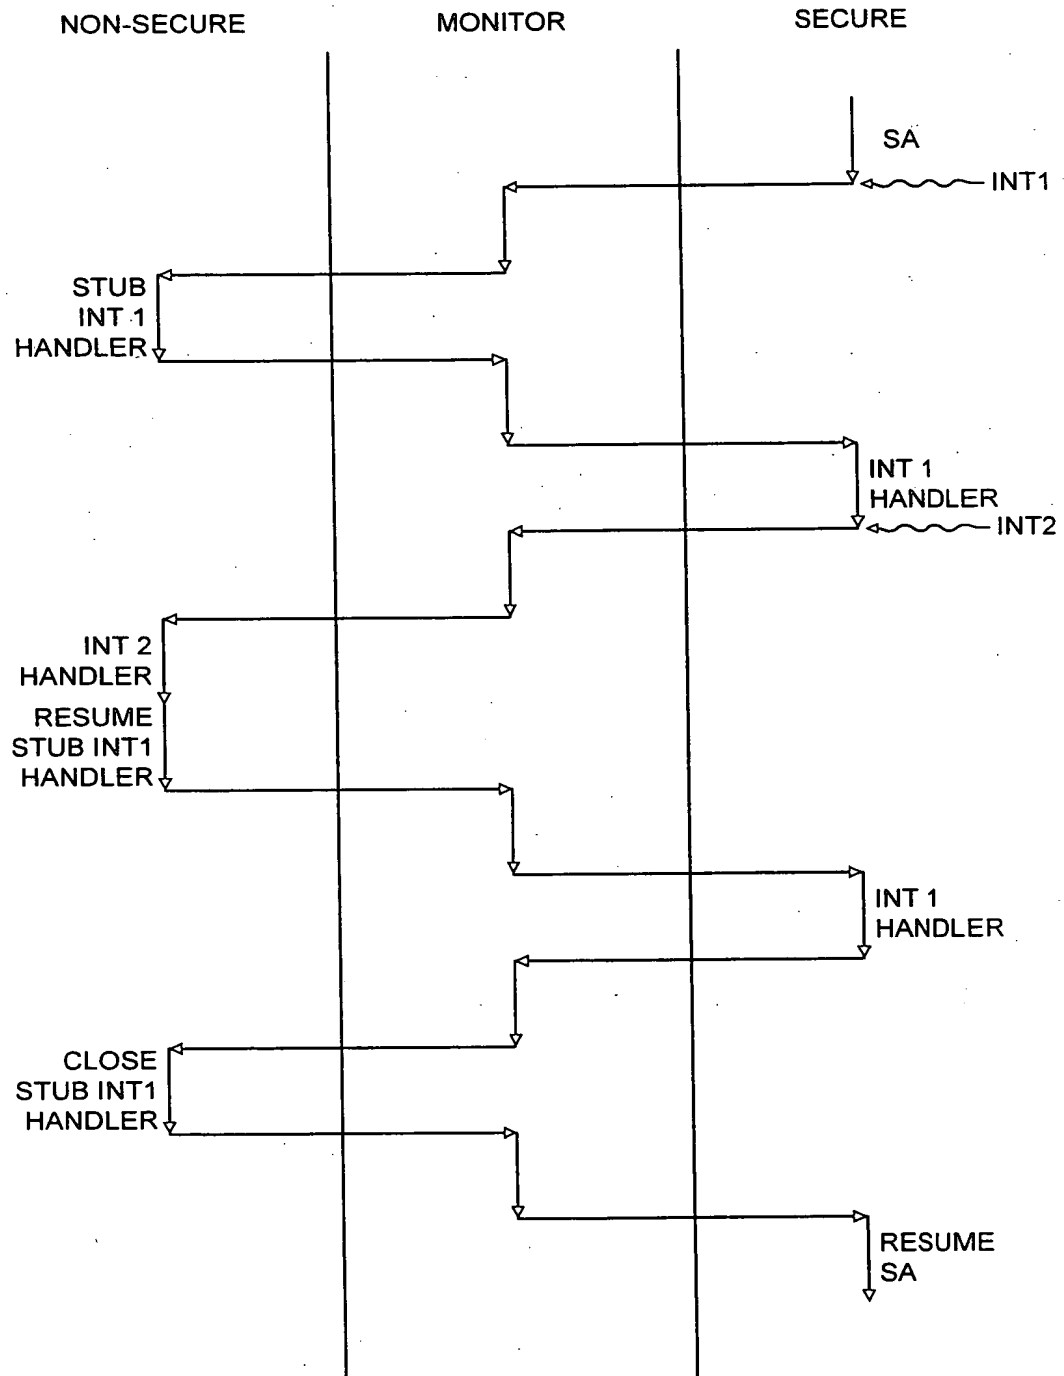 NON-SECURE
MONITOR
SECURE
SA
INT1
STUB
INT 1
HANDLER
INT 1
HANDLER
INT2
INT 2
HANDLER
RESUME
STUB INT1
HANDLER
INT 1
HANDLER
CLOSE
STUB INT1
HANDLER
RESUME
SA